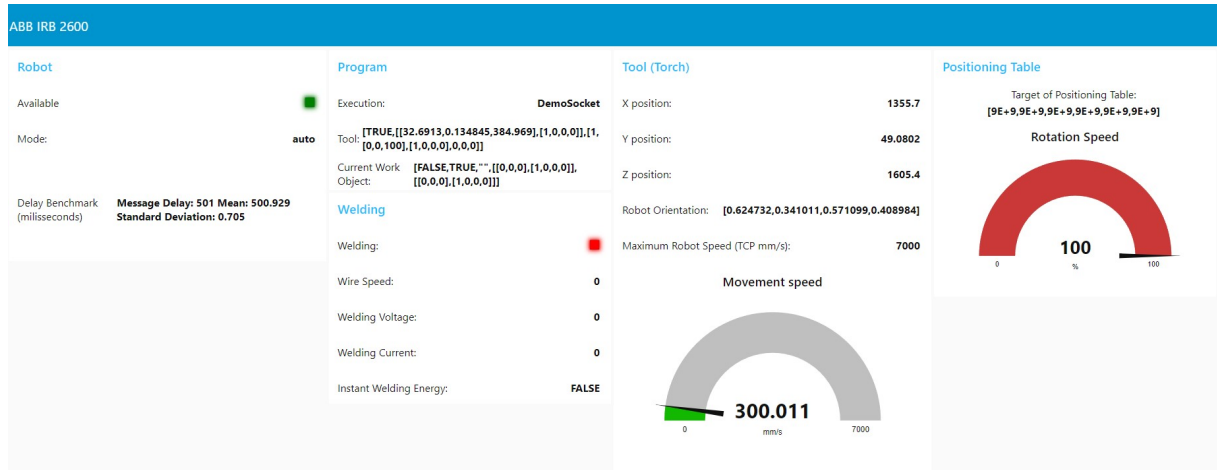 ABB IRB 2600
Robot
Available
Mode: auto
Delay Benchmark
(milisseconds)
Message Delay: 501 Mean: 500.929
Standard Deviation: 0.705
Program
Execution: DemoSocket
Tool: [TRUE,[[32.6913,0.134845,384.969],[1,0,0,0]],[1,
[0,0,100],[1,0,0,0],0,0,0]]
Current Work
Object:
[FALSE,TRUE,"",[[0,0,0],[1,0,0,0]],
[[0,0,0],[1,0,0,0]]]
Welding
Welding:
Wire Speed: 0
Welding Voltage: 0
Welding Current: 0
Instant Welding Energy: FALSE
Tool (Torch)
X position: 1355.7
Y position: 49.0802
Z position: 1605.4
Robot Orientation: [0.624732,0.341011,0.571099,0.408984]
Maximum Robot Speed (TCP mm/s): 7000
Movement speed
300.011
0 mm/s 7000
Positioning Table
Target of Positioning Table:
[9E+9,9E+9,9E+9,9E+9,9E+9,9E+9]
Rotation Speed
100
0 % 100